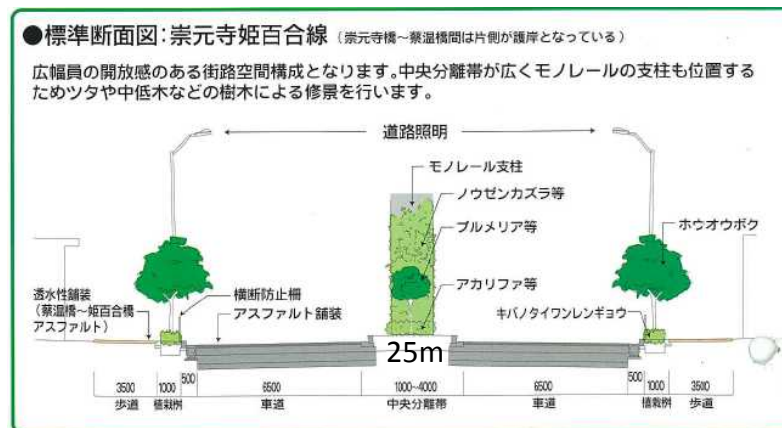 ●標準断面図:崇元寺姫百合線 (崇元寺橋~蔡温橋間は片側が護岸となっている)
広幅員の開放感のある街路空間構成となります。中央分離帯が広くモノレールの支柱も位置する
ためツタや中低木などの樹木による修景を行います。
道路照明
モノレール支柱
ノウゼンカズラ等
プルメリア等
ホウオウボク
透水性舗装
(蔡温橋~姫百合橋
アスファルト)
横断防止柵
アスファルト舗装
アカリファ等
キバノタイワンレンギョウ
25m
3500 1000 500 6500 1000~4000 6500 500 1000 3500
歩道 植栽桝 車道 中央分離帯 車道 植栽桝 歩道